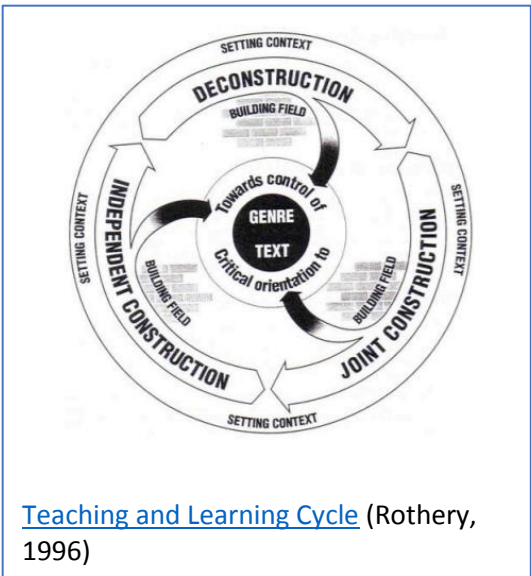 SETTING CONTEXT
DECONSTRUCTION
BUILDING FIELD
Towards control of
GENRE
TEXT
Critical orientation to
INDEPENDENT CONSTRUCTION
BUILDING FIELD
SETTING CONTEXT
JOINT CONSTRUCTION
BUILDING FIELD
SETTING CONTEXT
SETTING CONTEXT
Teaching and Learning Cycle (Rothery,
1996)